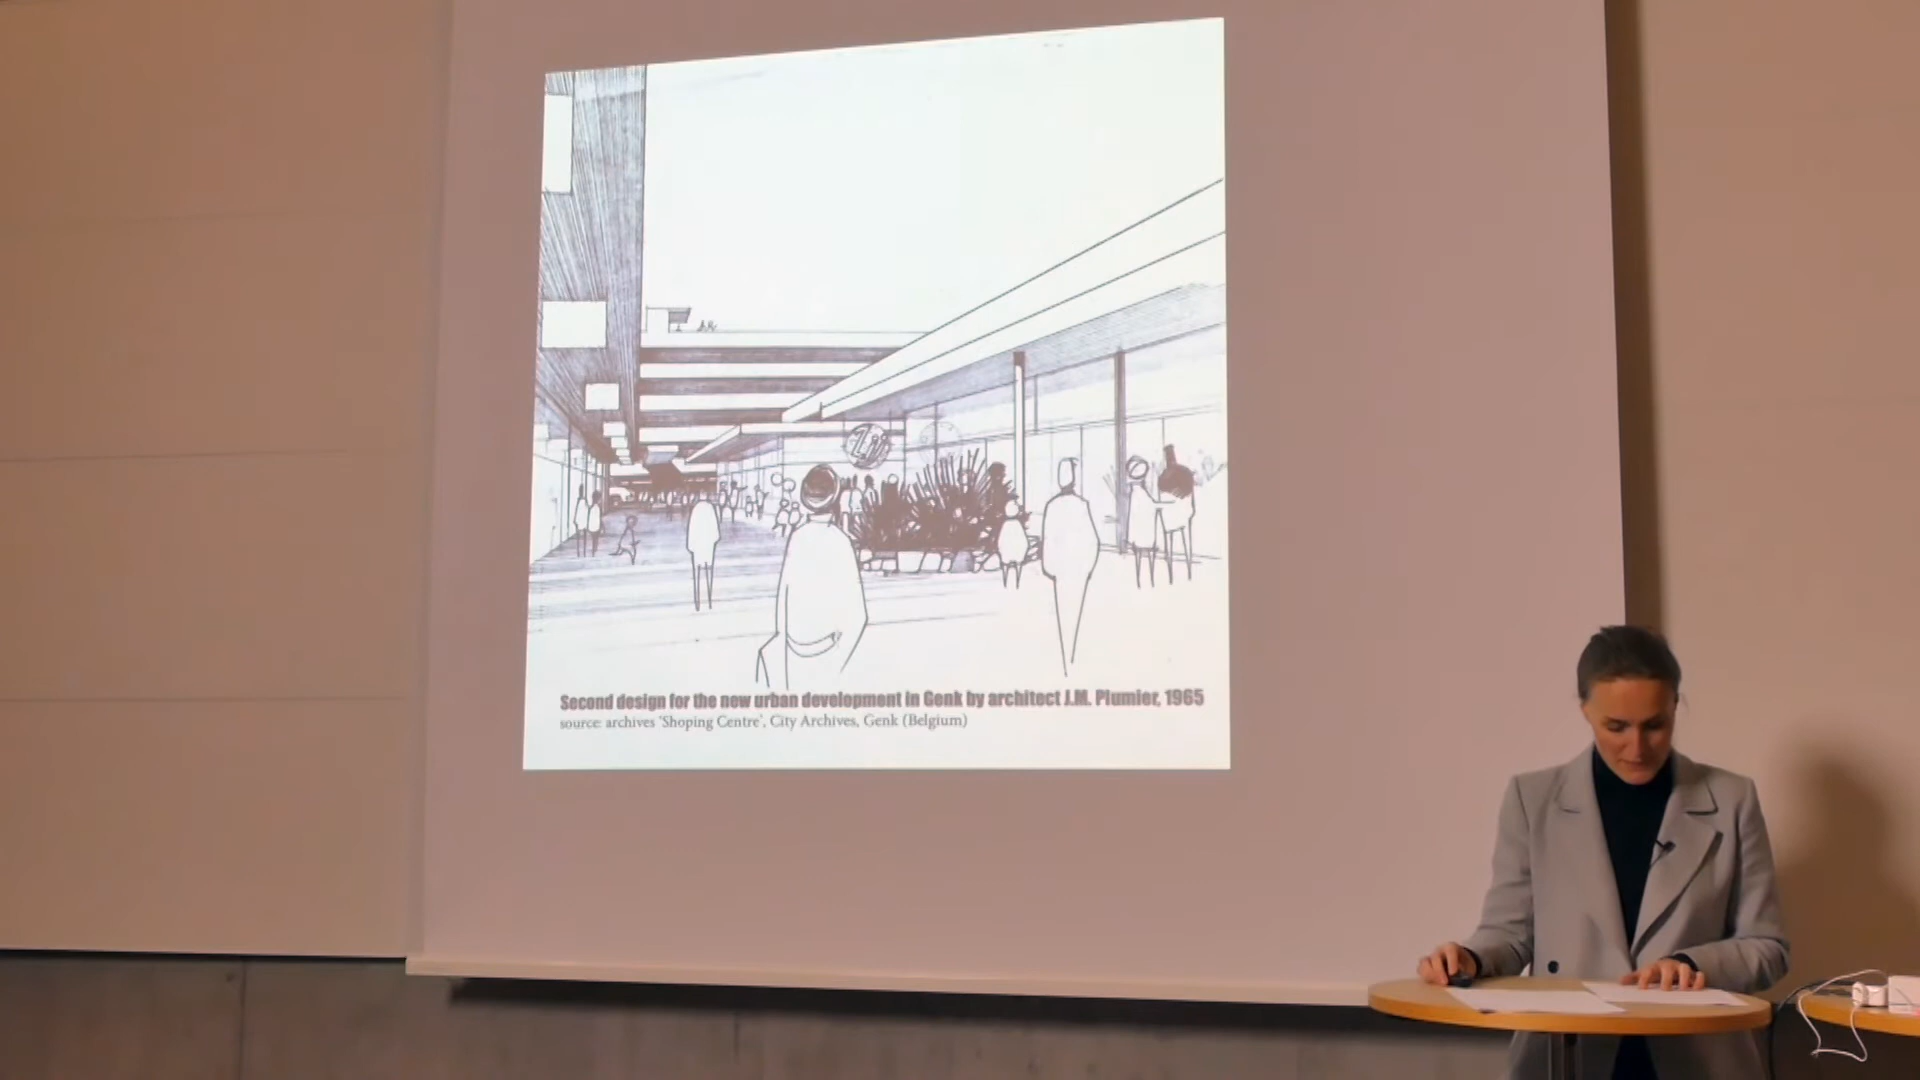 Second design for the new urban development in Genk by architect J.M. Plumier, 1965
source: archives 'Shoping Centre', City Archives, Genk (Belgium)